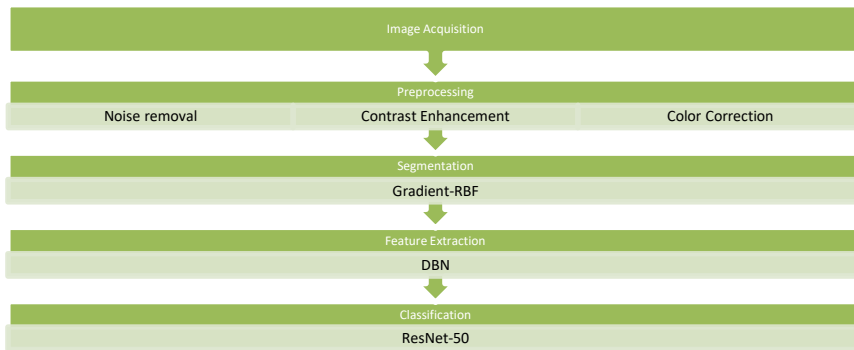 Image Acquisition
Preprocessing
Noise removal Contrast Enhancement Color Correction
Segmentation
Gradient-RBF
Feature Extraction
DBN
Classification
ResNet-50